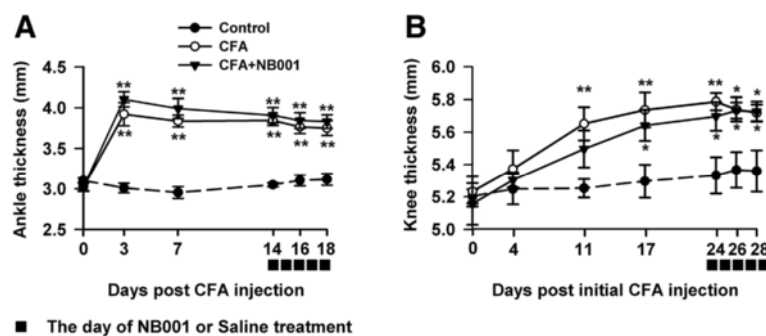 A
Control
CFA
CFA+NB001
Ankle thickness (mm)
4.5
4.0
3.5
3.0
2.5
** ** ** ** **
** ** ** ** **
0 3 7 14 16 18
Days post CFA injection
B
Knee thickness (mm)
6.0
5.8
5.6
5.4
5.2
5.0
** ** ** * *
* * * *
0 4 11 17 24 26 28
Days post initial CFA injection
The day of NB001 or Saline treatment